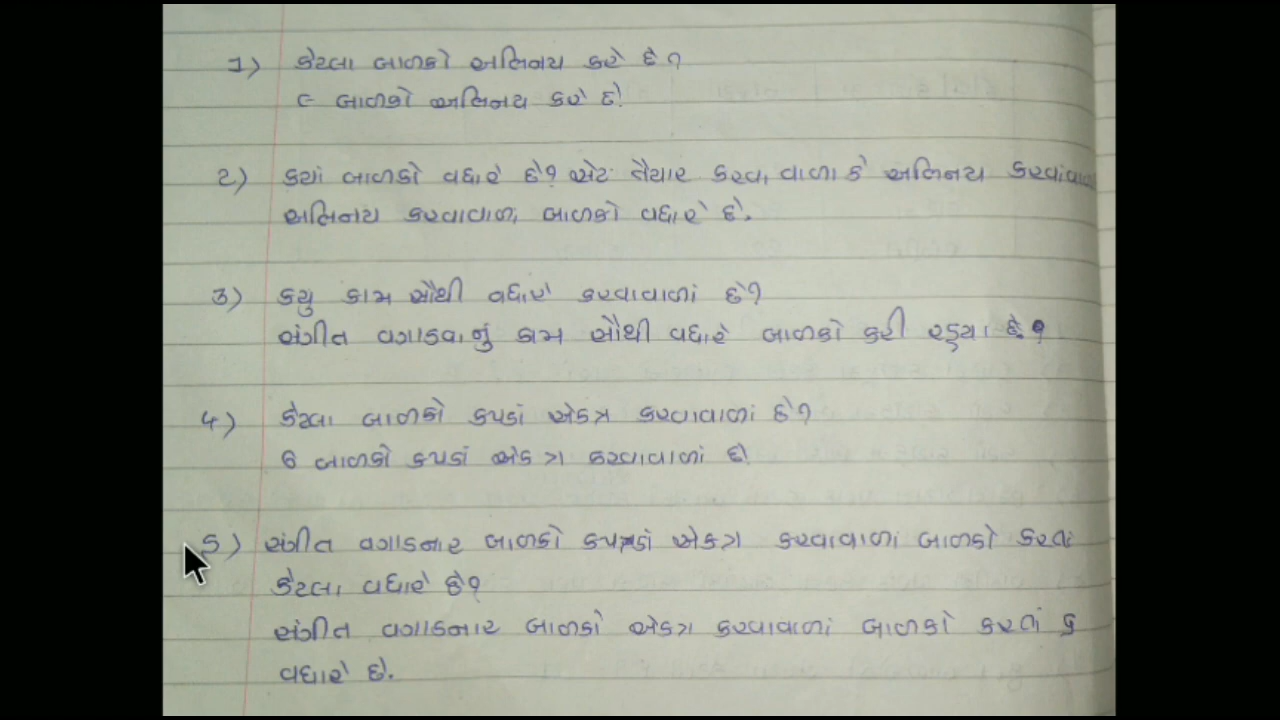 1) કેટલા બાળકો અભિનય કરે છે?
૯ બાળકો અભિનય કરે છે.
2) કયાં બાળકો વધારે છે? સેટ તૈયાર કરવાવાળા કે અભિનય કરવાંવાળા
અભિનય કરવાવાળા બાળકો વધારે છે.
3) કયુ કામ સૌથી વધારે કરવાવાળાં છે?
સંગીત વગાડવાનું કામ સૌથી વધારે બાળકો કરી રહ્યા છે.
4) કેટલા બાળકો કપડાં એકત્ર કરવાવાળાં છે?
૭ બાળકો કપડાં એકત્ર કરવાવાળાં છે.
5) સંગીત વગાડનાર બાળકો કપડાં એકત્ર કરવાવાળાં બાળકો કરતાં
કેટલા વધારે છે?
સંગીત વગાડનાર બાળકો એકત્ર કરવાવાળાં બાળકો કરતાં
વધારે છે.